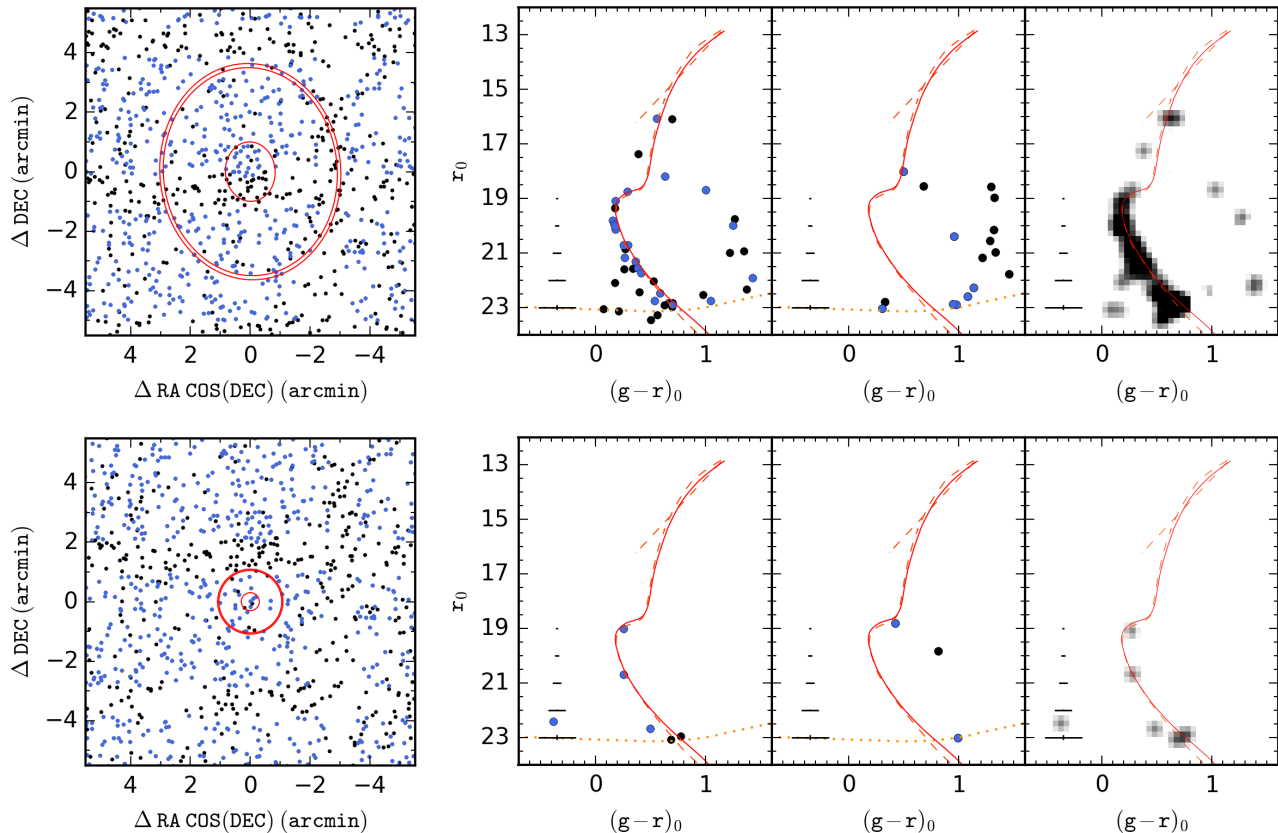 4
2
0
−2
−4
Δ DEC (arcmin)
4 2 0 −2 −4
Δ RA COS(DEC) (arcmin)
13
15
17
19
21
23
r₀
0 1
(g−r)₀
0 1
(g−r)₀
0 1
(g−r)₀
4
2
0
−2
−4
Δ DEC (arcmin)
4 2 0 −2 −4
Δ RA COS(DEC) (arcmin)
13
15
17
19
21
23
r₀
0 1
(g−r)₀
0 1
(g−r)₀
0 1
(g−r)₀